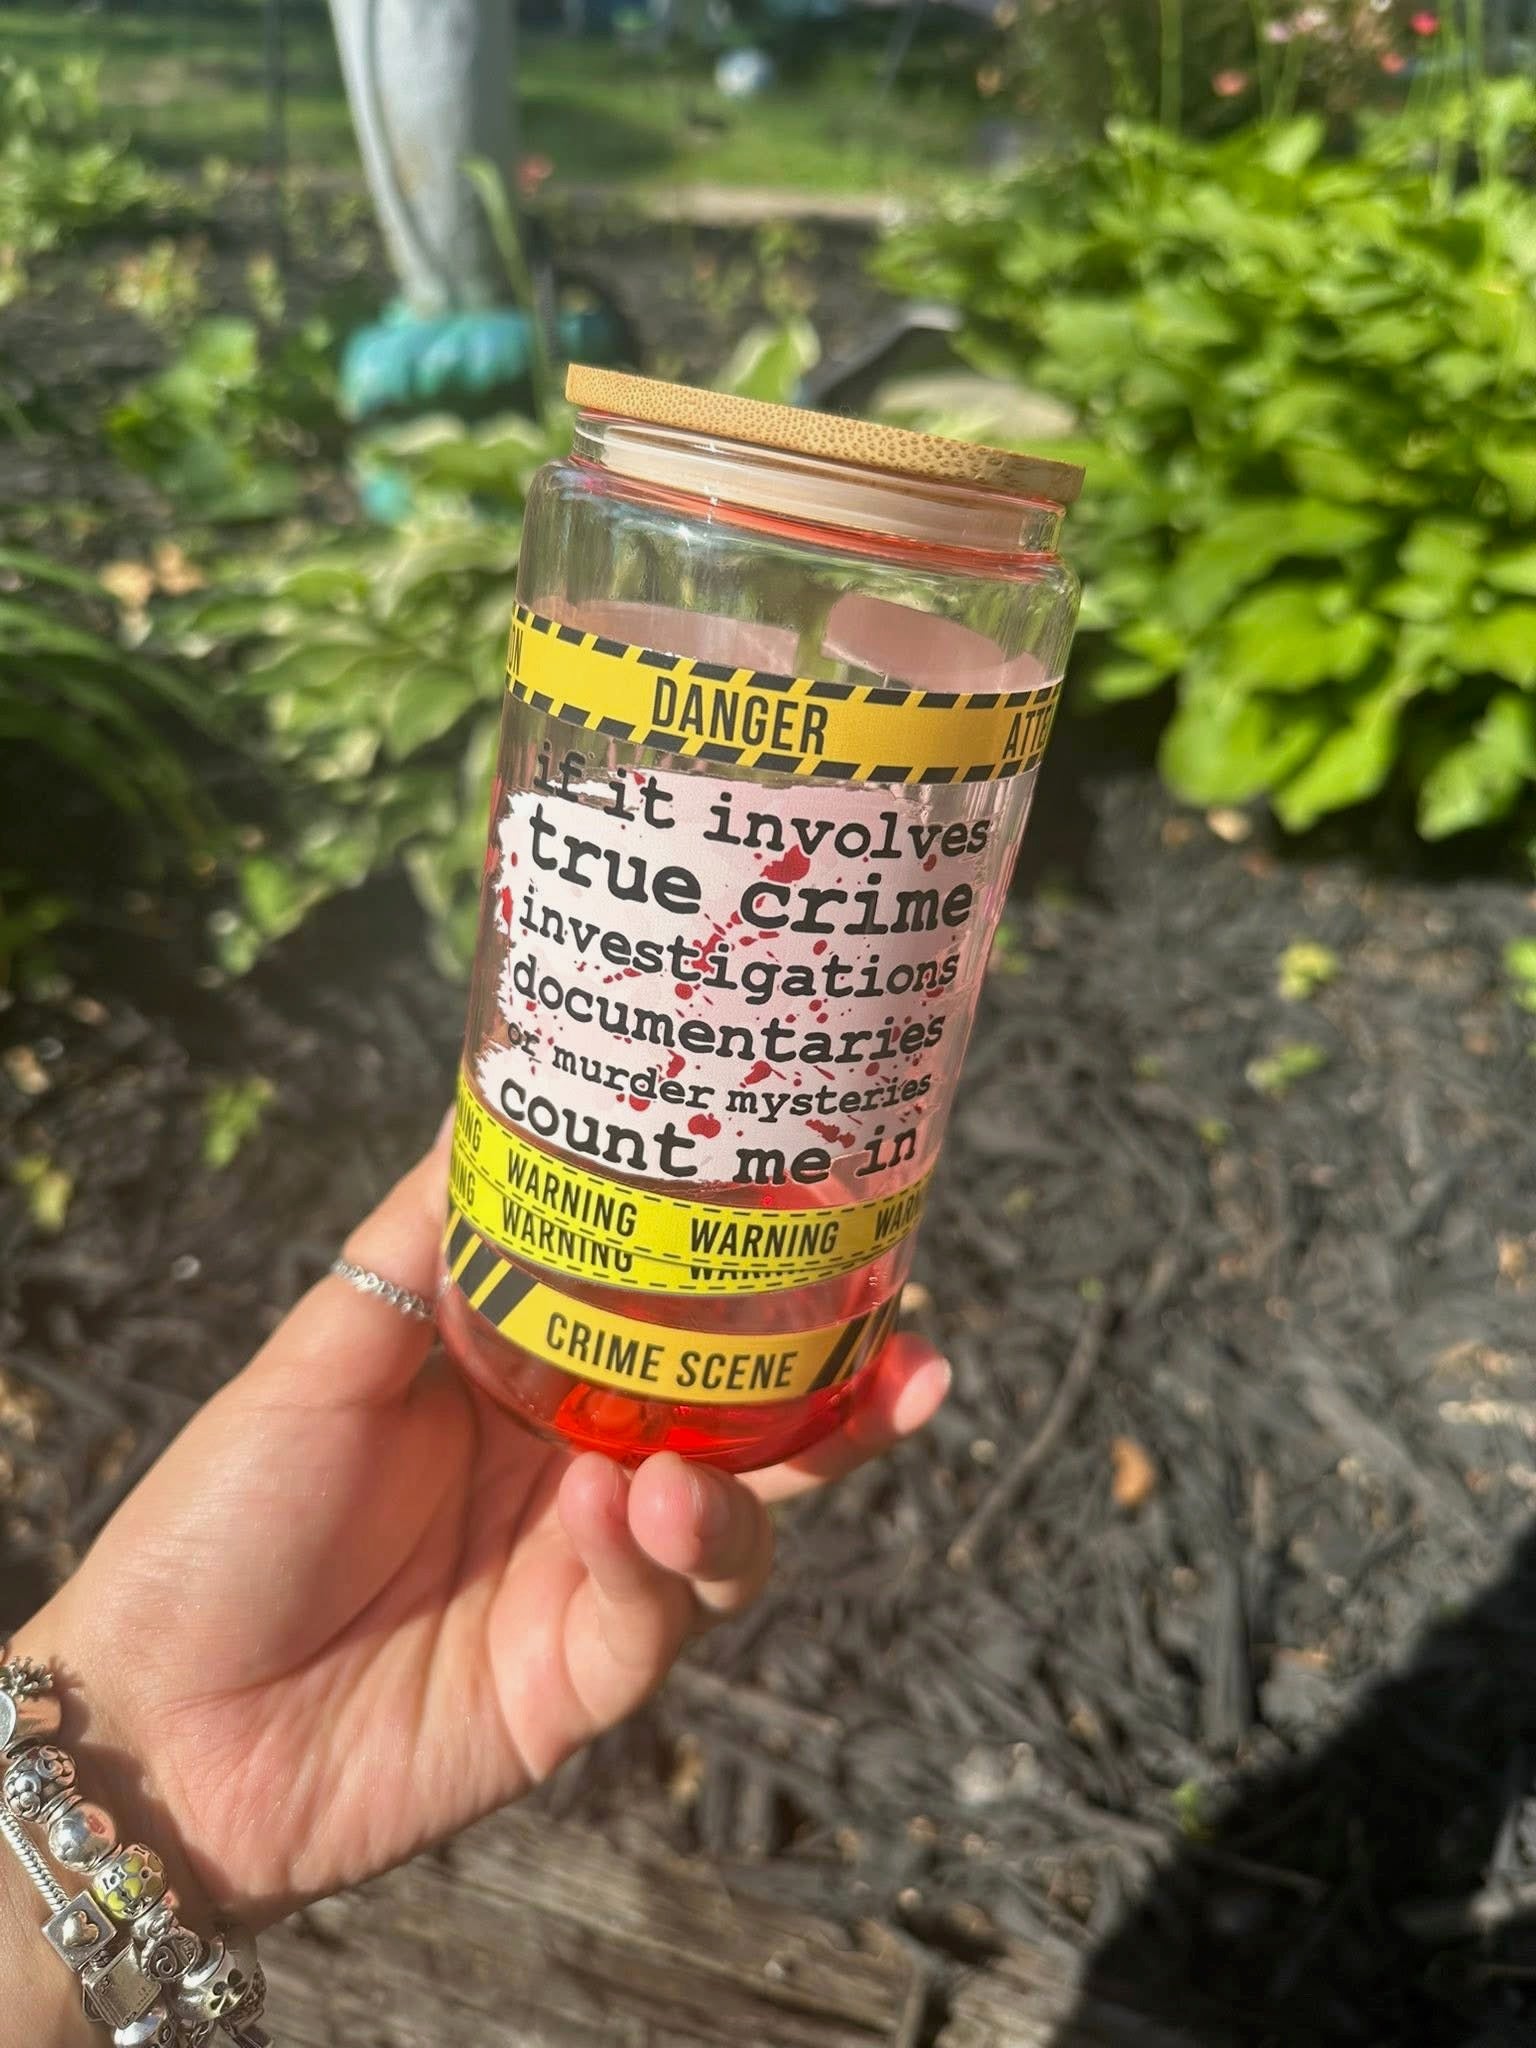 DANGER
if it involves
true crime
investigations
documentaries
or murder mysteries
count me in
WARNING WARNING
WARNING WARNING
CRIME SCENE